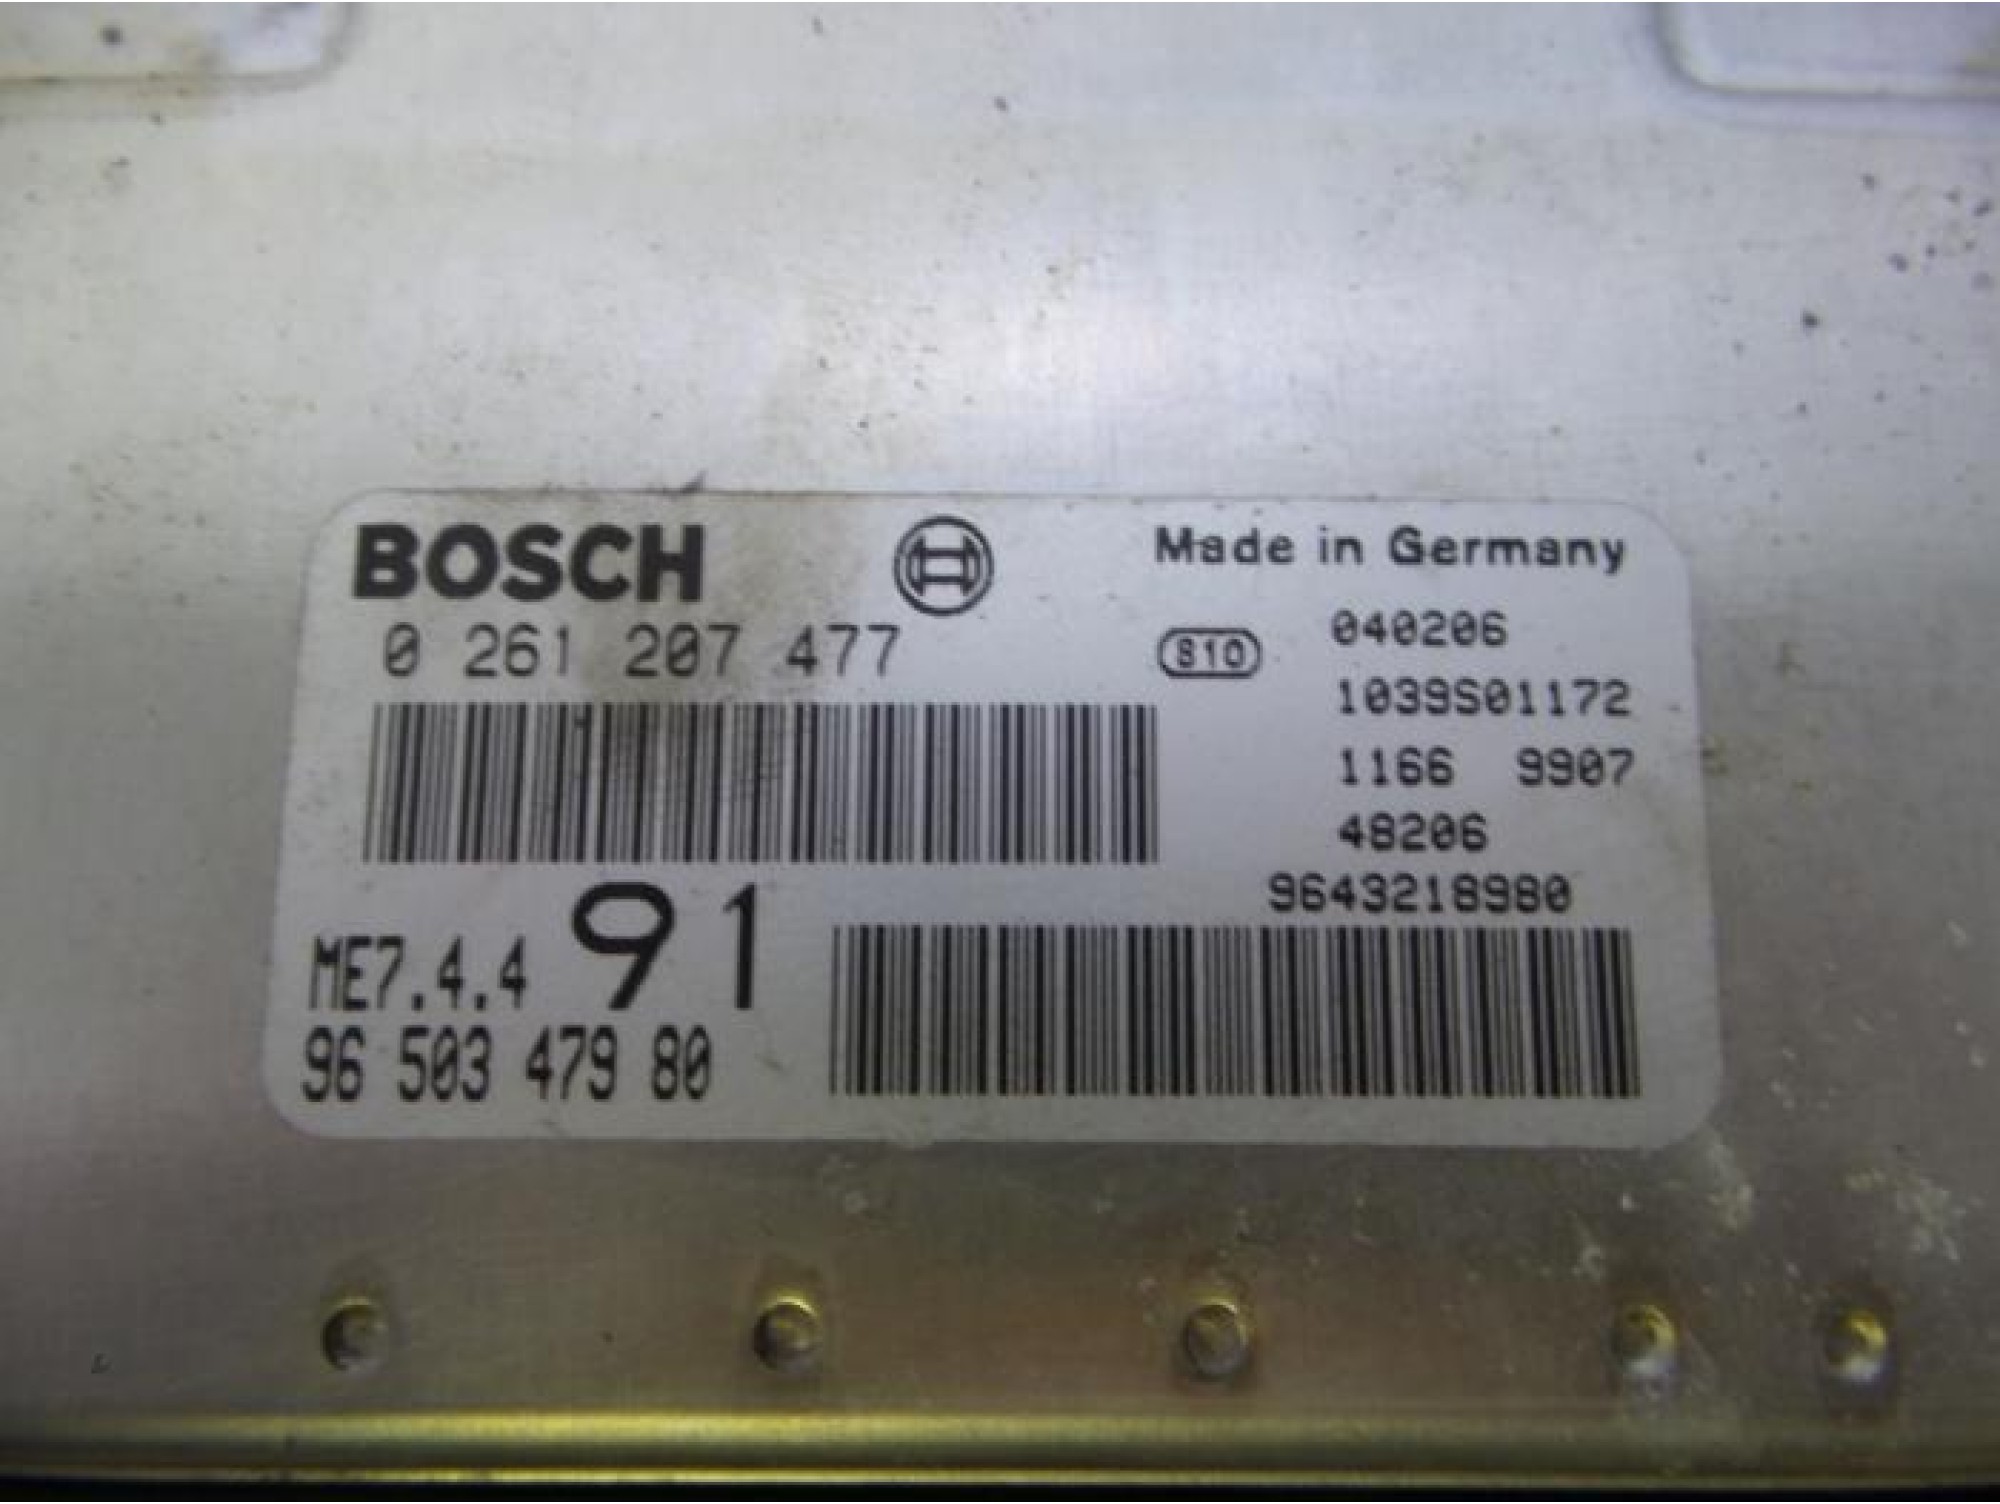 BOSCH
Made in Germany
0 261 207 477
S10
040206
1039S01172
1166 9907
48206
9643218980
ME7.4.4 91
96 503 479 80